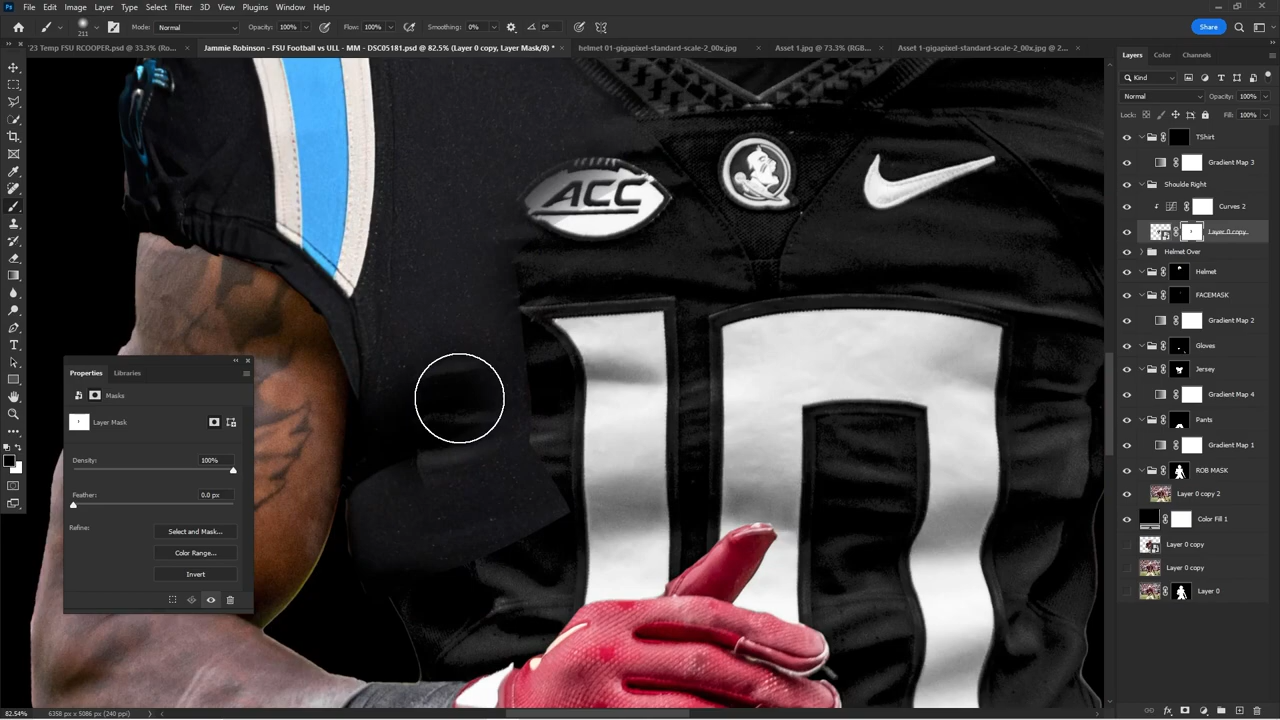 Ps File Edit Image Layer Type Select Filter 3D View Plugins Window Help
211 Mode: Normal Opacity: 100% Flow: 100% Smoothing: 0% 0° Share
'23 Temp FSU RCOOPER.psd @ 33.3% (Ro... × Jammie Robinson - FSU Football vs ULL - MM - DSC05181.psd @ 82.5% (Layer 0 copy, Layer Mask/8) * × helmet 01-gigapixel-standard-scale-2_00x.jpg × Asset 1.jpg @ 73.3% (RGB... × Asset 1-gigapixel-standard-scale-2_00x.jpg @ 2... ×
Layers Color Channels
Kind
Normal Opacity: 100%
Lock: Fill: 100%
TShirt
Gradient Map 3
Shoulde Right
Curves 2
Layer 0 copy
Helmet Over
Helmet
FACEMASK
Gradient Map 2
Gloves
Jersey
Gradient Map 4
Pants
Gradient Map 1
ROB MASK
Layer 0 copy 2
Color Fill 1
Layer 0 copy
Layer 0 copy
Layer 0
ACC
10
Properties Libraries
Masks
Layer Mask
Density: 100%
Feather: 0.0 px
Refine:
Select and Mask...
Color Range...
Invert
82.54% 6358 px x 5086 px (240 ppi)